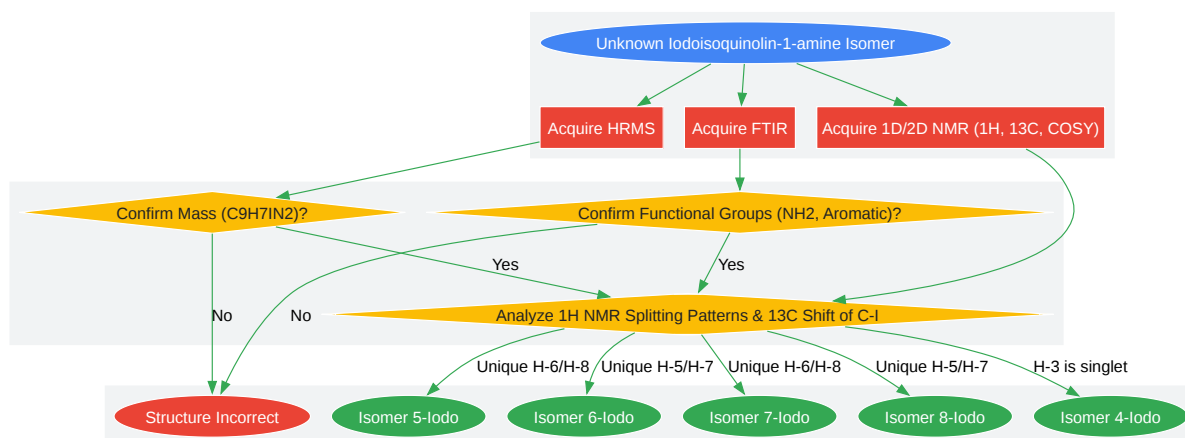 Unknown Iodoisoquinolin-1-amine Isomer
Acquire HRMS
Acquire FTIR
Acquire 1D/2D NMR (1H, 13C, COSY)
Confirm Mass (C9H7IN2)?
Confirm Functional Groups (NH2, Aromatic)?
Yes
Yes
No
No
Analyze 1H NMR Splitting Patterns & 13C Shift of C-I
Unique H-6/H-8
Unique H-5/H-7
Unique H-6/H-8
Unique H-5/H-7
H-3 is singlet
Structure Incorrect
Isomer 5-Iodo
Isomer 6-Iodo
Isomer 7-Iodo
Isomer 8-Iodo
Isomer 4-Iodo